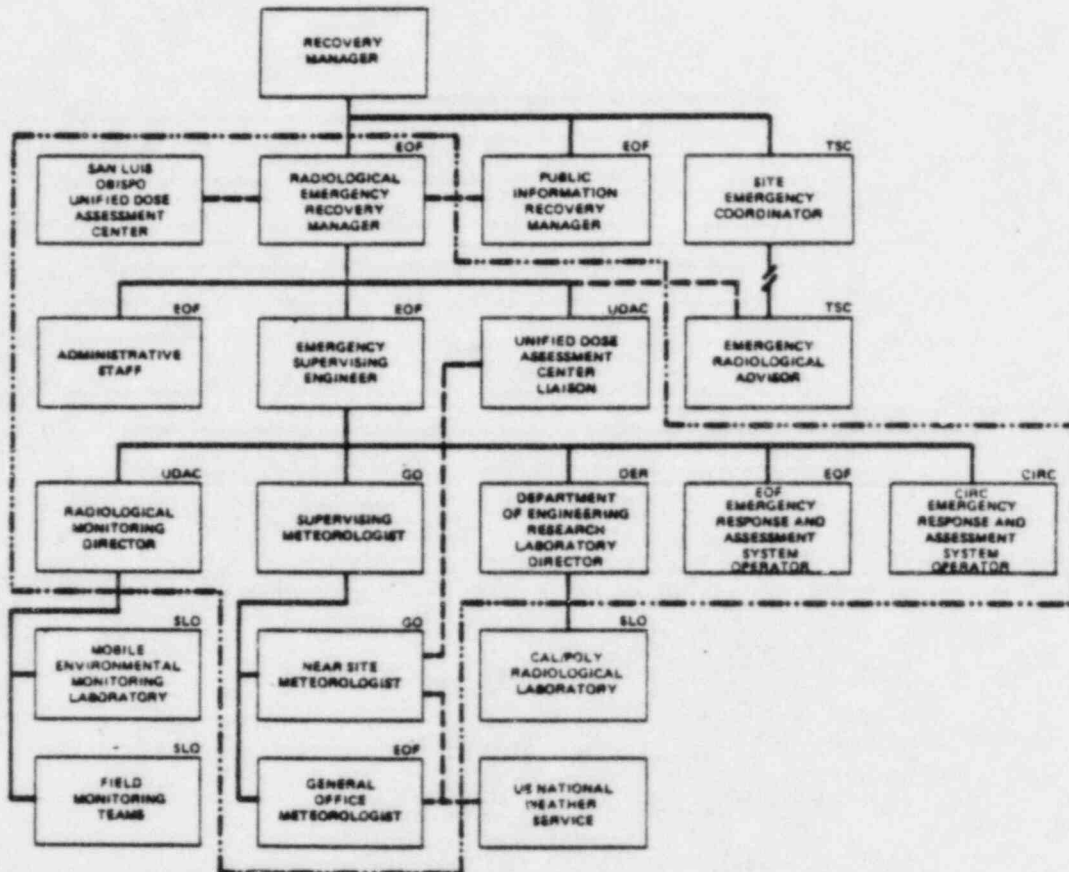 RECOVERY
MANAGER
EOF
EOF
TSC
SAN LUIS
OBISPO
UNIFIED DOSE
ASSESSMENT
CENTER
RADIOLOGICAL
EMERGENCY
RECOVERY
MANAGER
PUBLIC
INFORMATION
RECOVERY
MANAGER
SITE
EMERGENCY
COORDINATOR
EOF
EOF
UDAC
TSC
ADMINISTRATIVE
STAFF
EMERGENCY
SUPERVISING
ENGINEER
UNIFIED DOSE
ASSESSMENT
CENTER
LIAISON
EMERGENCY
RADIOLOGICAL
ADVISOR
UDAC
GO
DER
EOF
CIRC
RADIOLOGICAL
MONITORING
DIRECTOR
SUPERVISING
METEOROLOGIST
DEPARTMENT
OF ENGINEERING
RESEARCH
LABORATORY
DIRECTOR
EOF
EMERGENCY
RESPONSE AND
ASSESSMENT
SYSTEM
OPERATOR
CIRC
EMERGENCY
RESPONSE AND
ASSESSMENT
SYSTEM
OPERATOR
SLO
GO
SLO
MOBILE
ENVIRONMENTAL
MONITORING
LABORATORY
NEAR SITE
METEOROLOGIST
CAL/POLY
RADIOLOGICAL
LABORATORY
SLO
EOF
FIELD
MONITORING
TEAMS
GENERAL
OFFICE
METEOROLOGIST
US NATIONAL
WEATHER
SERVICE